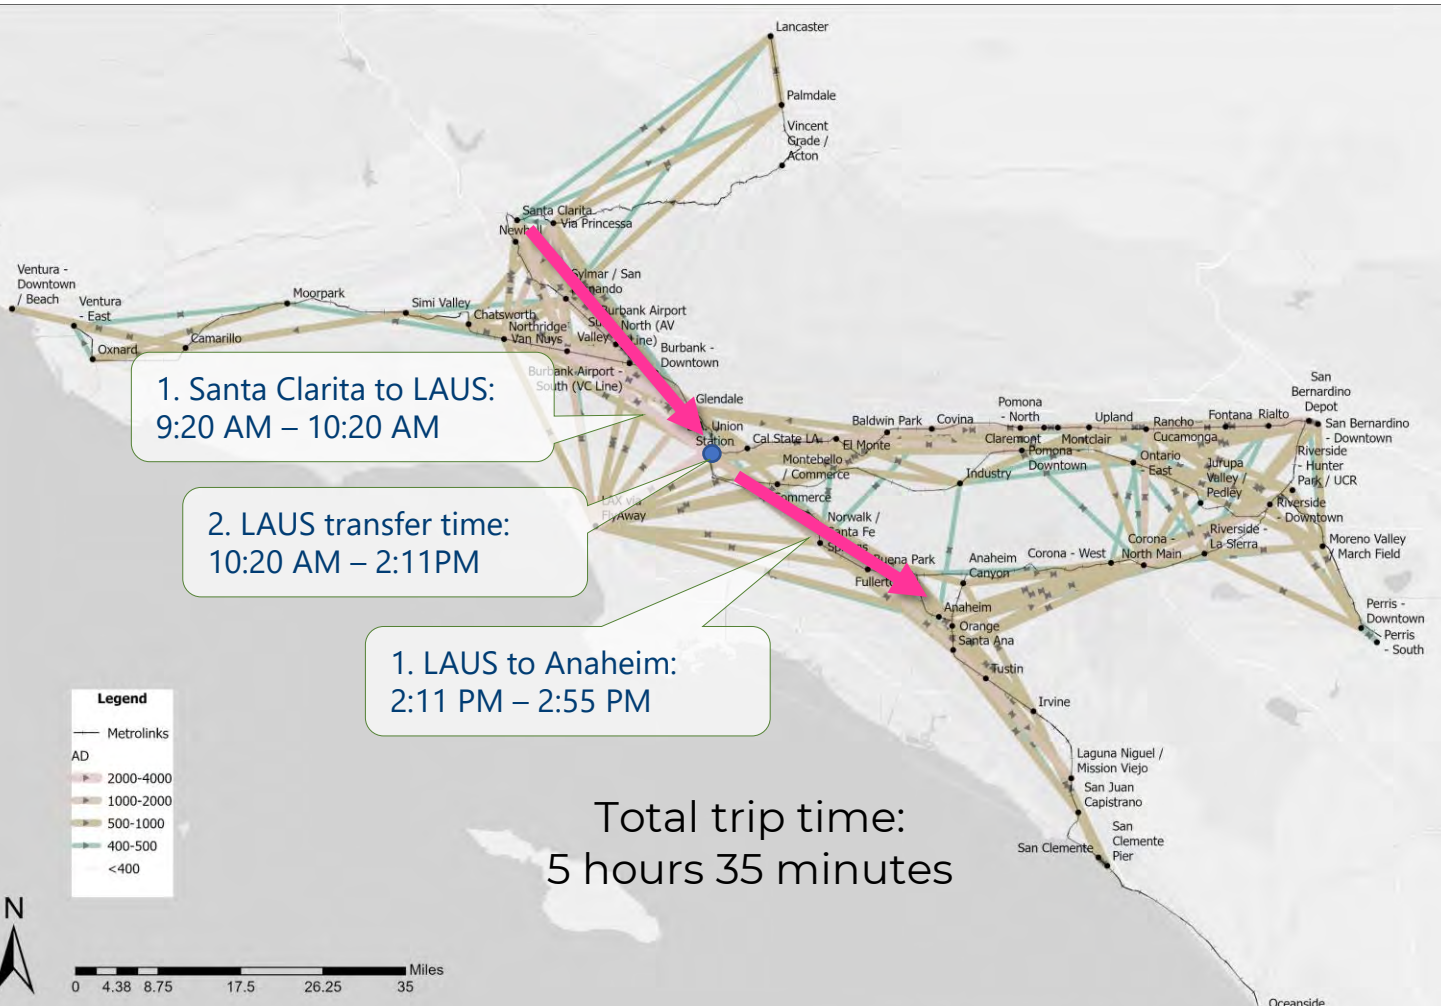 Lancaster
Palmdale
Vincent
Grade /
Acton
Santa Clarita
Via Princessa
Newhall
Ventura -
Downtown
/ Beach
Ventura
- East
Oxnard
Camarillo
Moorpark
Simi Valley
Chatsworth
Northridge
Van Nuys
Sylmar / San
Fernando
Burbank Airport
North (AV
Line)
Valley
Burbank -
Downtown
Burbank Airport -
South (VC Line)
Glendale
Union
Station
Cal State LA
El Monte
Baldwin Park
Covina
Pomona
- North
Claremont
Montclair
Upland
Rancho
Cucamonga
Fontana
Rialto
San
Bernardino
Depot
San Bernardino
- Downtown
Riverside
- Hunter
Park / UCR
Pomona -
Downtown
Ontario
- East
Jurupa
Valley /
Pedley
Riverside
- Downtown
Montebello
/ Commerce
Commerce
Industry
LAX via
FlyAway
Norwalk /
Santa Fe
Springs
Buena Park
Fullerton
Anaheim
Canyon
Corona - West
Corona -
North Main
Riverside -
La Sierra
Moreno Valley
/ March Field
Perris -
Downtown
Perris
- South
Anaheim
Orange
Santa Ana
Tustin
Irvine
Laguna Niguel /
Mission Viejo
San Juan
Capistrano
San Clemente
San
Clemente
Pier
Oceanside
1. Santa Clarita to LAUS:
9:20 AM – 10:20 AM
2. LAUS transfer time:
10:20 AM – 2:11PM
1. LAUS to Anaheim:
2:11 PM – 2:55 PM
Total trip time:
5 hours 35 minutes
Legend
Metrolinks
AD
2000-4000
1000-2000
500-1000
400-500
<400
N
Miles
0 4.38 8.75 17.5 26.25 35